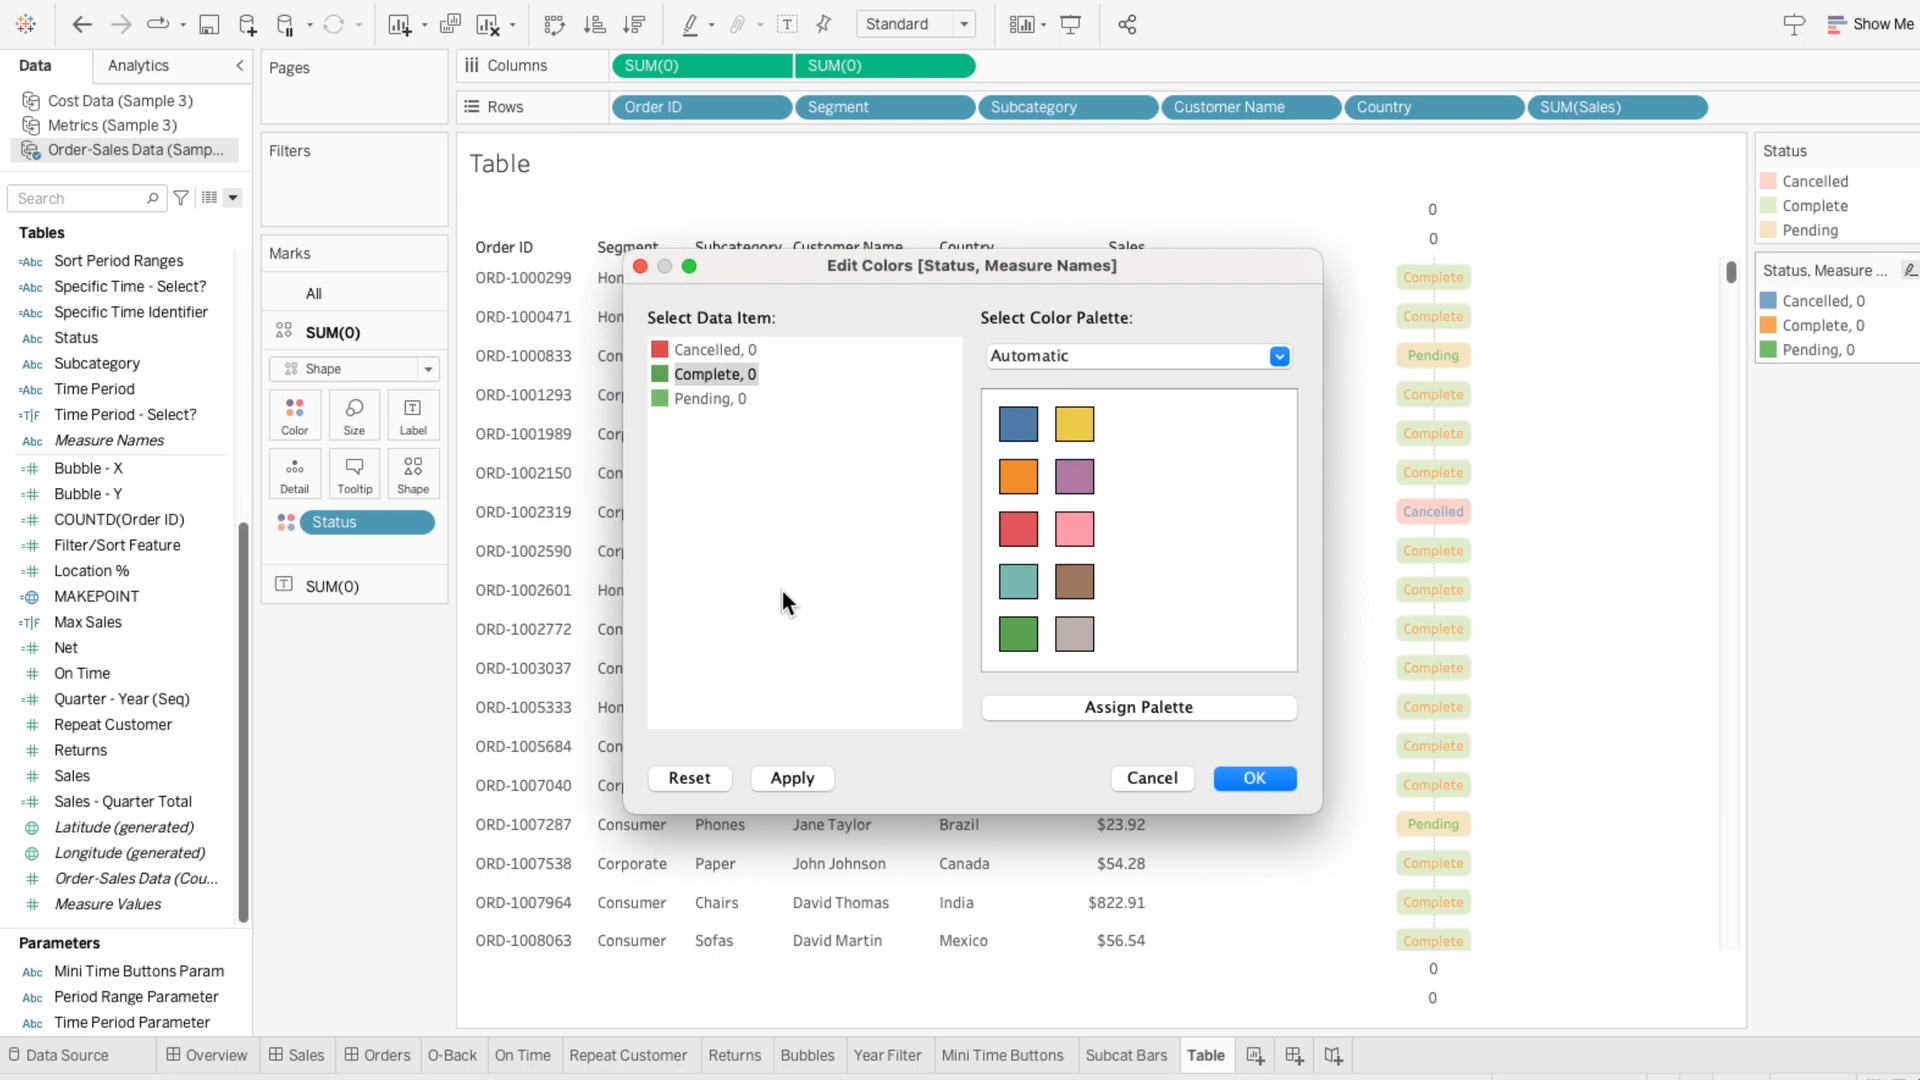 Standard
Show Me
Data
Analytics
Pages
Columns
SUM(0)
SUM(0)
Rows
Order ID
Segment
Subcategory
Customer Name
Country
SUM(Sales)
Cost Data (Sample 3)
Metrics (Sample 3)
Order-Sales Data (Samp...
Search
Tables
=Abc Sort Period Ranges
=Abc Specific Time - Select?
=Abc Specific Time Identifier
Abc Status
Abc Subcategory
=Abc Time Period
=T|F Time Period - Select?
Abc Measure Names
Bubble - X
Bubble - Y
COUNTD(Order ID)
Filter/Sort Feature
Location %
MAKEPOINT
=T|F Max Sales
Net
On Time
Quarter - Year (Seq)
Repeat Customer
Returns
Sales
Sales - Quarter Total
Latitude (generated)
Longitude (generated)
Order-Sales Data (Cou...
Measure Values
Parameters
Abc Mini Time Buttons Param
Abc Period Range Parameter
Abc Time Period Parameter
Filters
Marks
All
SUM(0)
Shape
Color
Size
Label
Detail
Tooltip
Shape
Status
SUM(0)
Table
0
0
Order ID Segment Subcategory Customer Name Country Sales
ORD-1000299 Complete
ORD-1000471 Complete
ORD-1000833 Pending
ORD-1001293 Complete
ORD-1001989 Complete
ORD-1002150 Complete
ORD-1002319 Cancelled
ORD-1002590 Complete
ORD-1002601 Complete
ORD-1002772 Complete
ORD-1003037 Complete
ORD-1005333 Complete
ORD-1005684 Complete
ORD-1007040 Complete
ORD-1007287 Consumer Phones Jane Taylor Brazil $23.92 Pending
ORD-1007538 Corporate Paper John Johnson Canada $54.28 Complete
ORD-1007964 Consumer Chairs David Thomas India $822.91 Complete
ORD-1008063 Consumer Sofas David Martin Mexico $56.54 Complete
0
0
Edit Colors [Status, Measure Names]
Select Data Item:
Cancelled, 0
Complete, 0
Pending, 0
Select Color Palette:
Automatic
Assign Palette
Reset
Apply
Cancel
OK
Status
Cancelled
Complete
Pending
Status, Measure ...
Cancelled, 0
Complete, 0
Pending, 0
Data Source
Overview
Sales
Orders
O-Back
On Time
Repeat Customer
Returns
Bubbles
Year Filter
Mini Time Buttons
Subcat Bars
Table